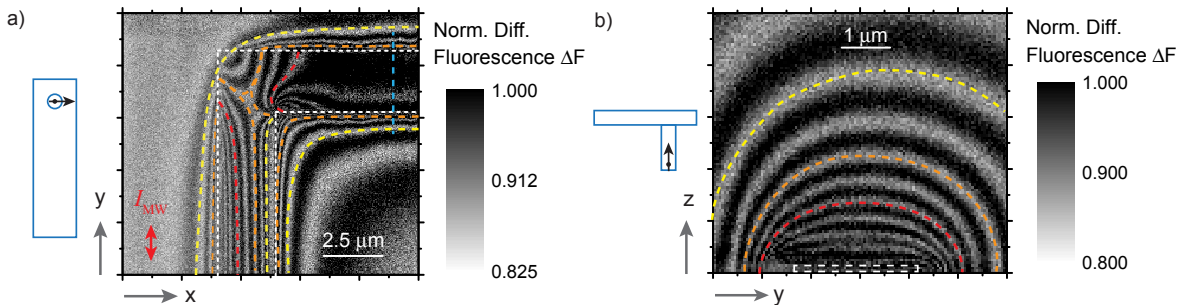 a)
Norm. Diff.
Fluorescence ΔF
1.000
0.912
0.825
I_MW
2.5 µm
y
x
b)
1 µm
Norm. Diff.
Fluorescence ΔF
1.000
0.900
0.800
z
y